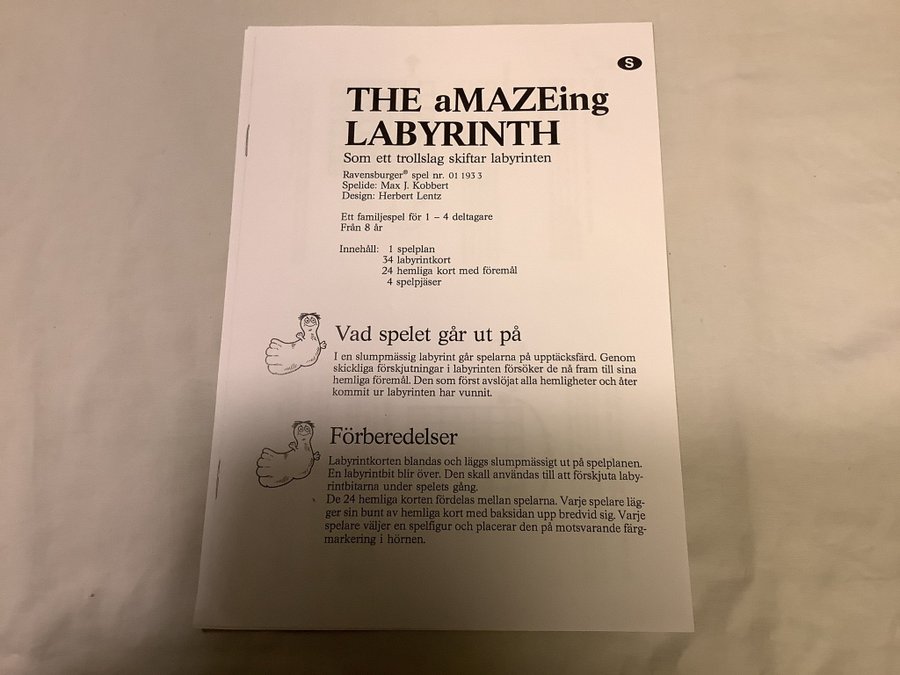 S
THE aMAZEing
LABYRINTH
Som ett trollslag skiftar labyrinten
Ravensburger® spel nr. 01 193 3
Spelide: Max J. Kobbert
Design: Herbert Lentz
Ett familjespel för 1 – 4 deltagare
Från 8 år
Innehåll: 1 spelplan
34 labyrintkort
24 hemliga kort med föremål
4 spelpjäser
Vad spelet går ut på
I en slumpmässig labyrint går spelarna på upptäcksfärd. Genom
skickliga förskjutningar i labyrinten försöker de nå fram till sina
hemliga föremål. Den som först avslöjat alla hemligheter och åter
kommit ur labyrinten har vunnit.
Förberedelser
Labyrintkorten blandas och läggs slumpmässigt ut på spelplanen.
En labyrintbit blir över. Den skall användas till att förskjuta laby-
rintbitarna under spelets gång.
De 24 hemliga korten fördelas mellan spelarna. Varje spelare läg-
ger sin bunt av hemliga kort med baksidan upp bredvid sig. Varje
spelare väljer en spelfigur och placerar den på motsvarande färg-
markering i hörnen.